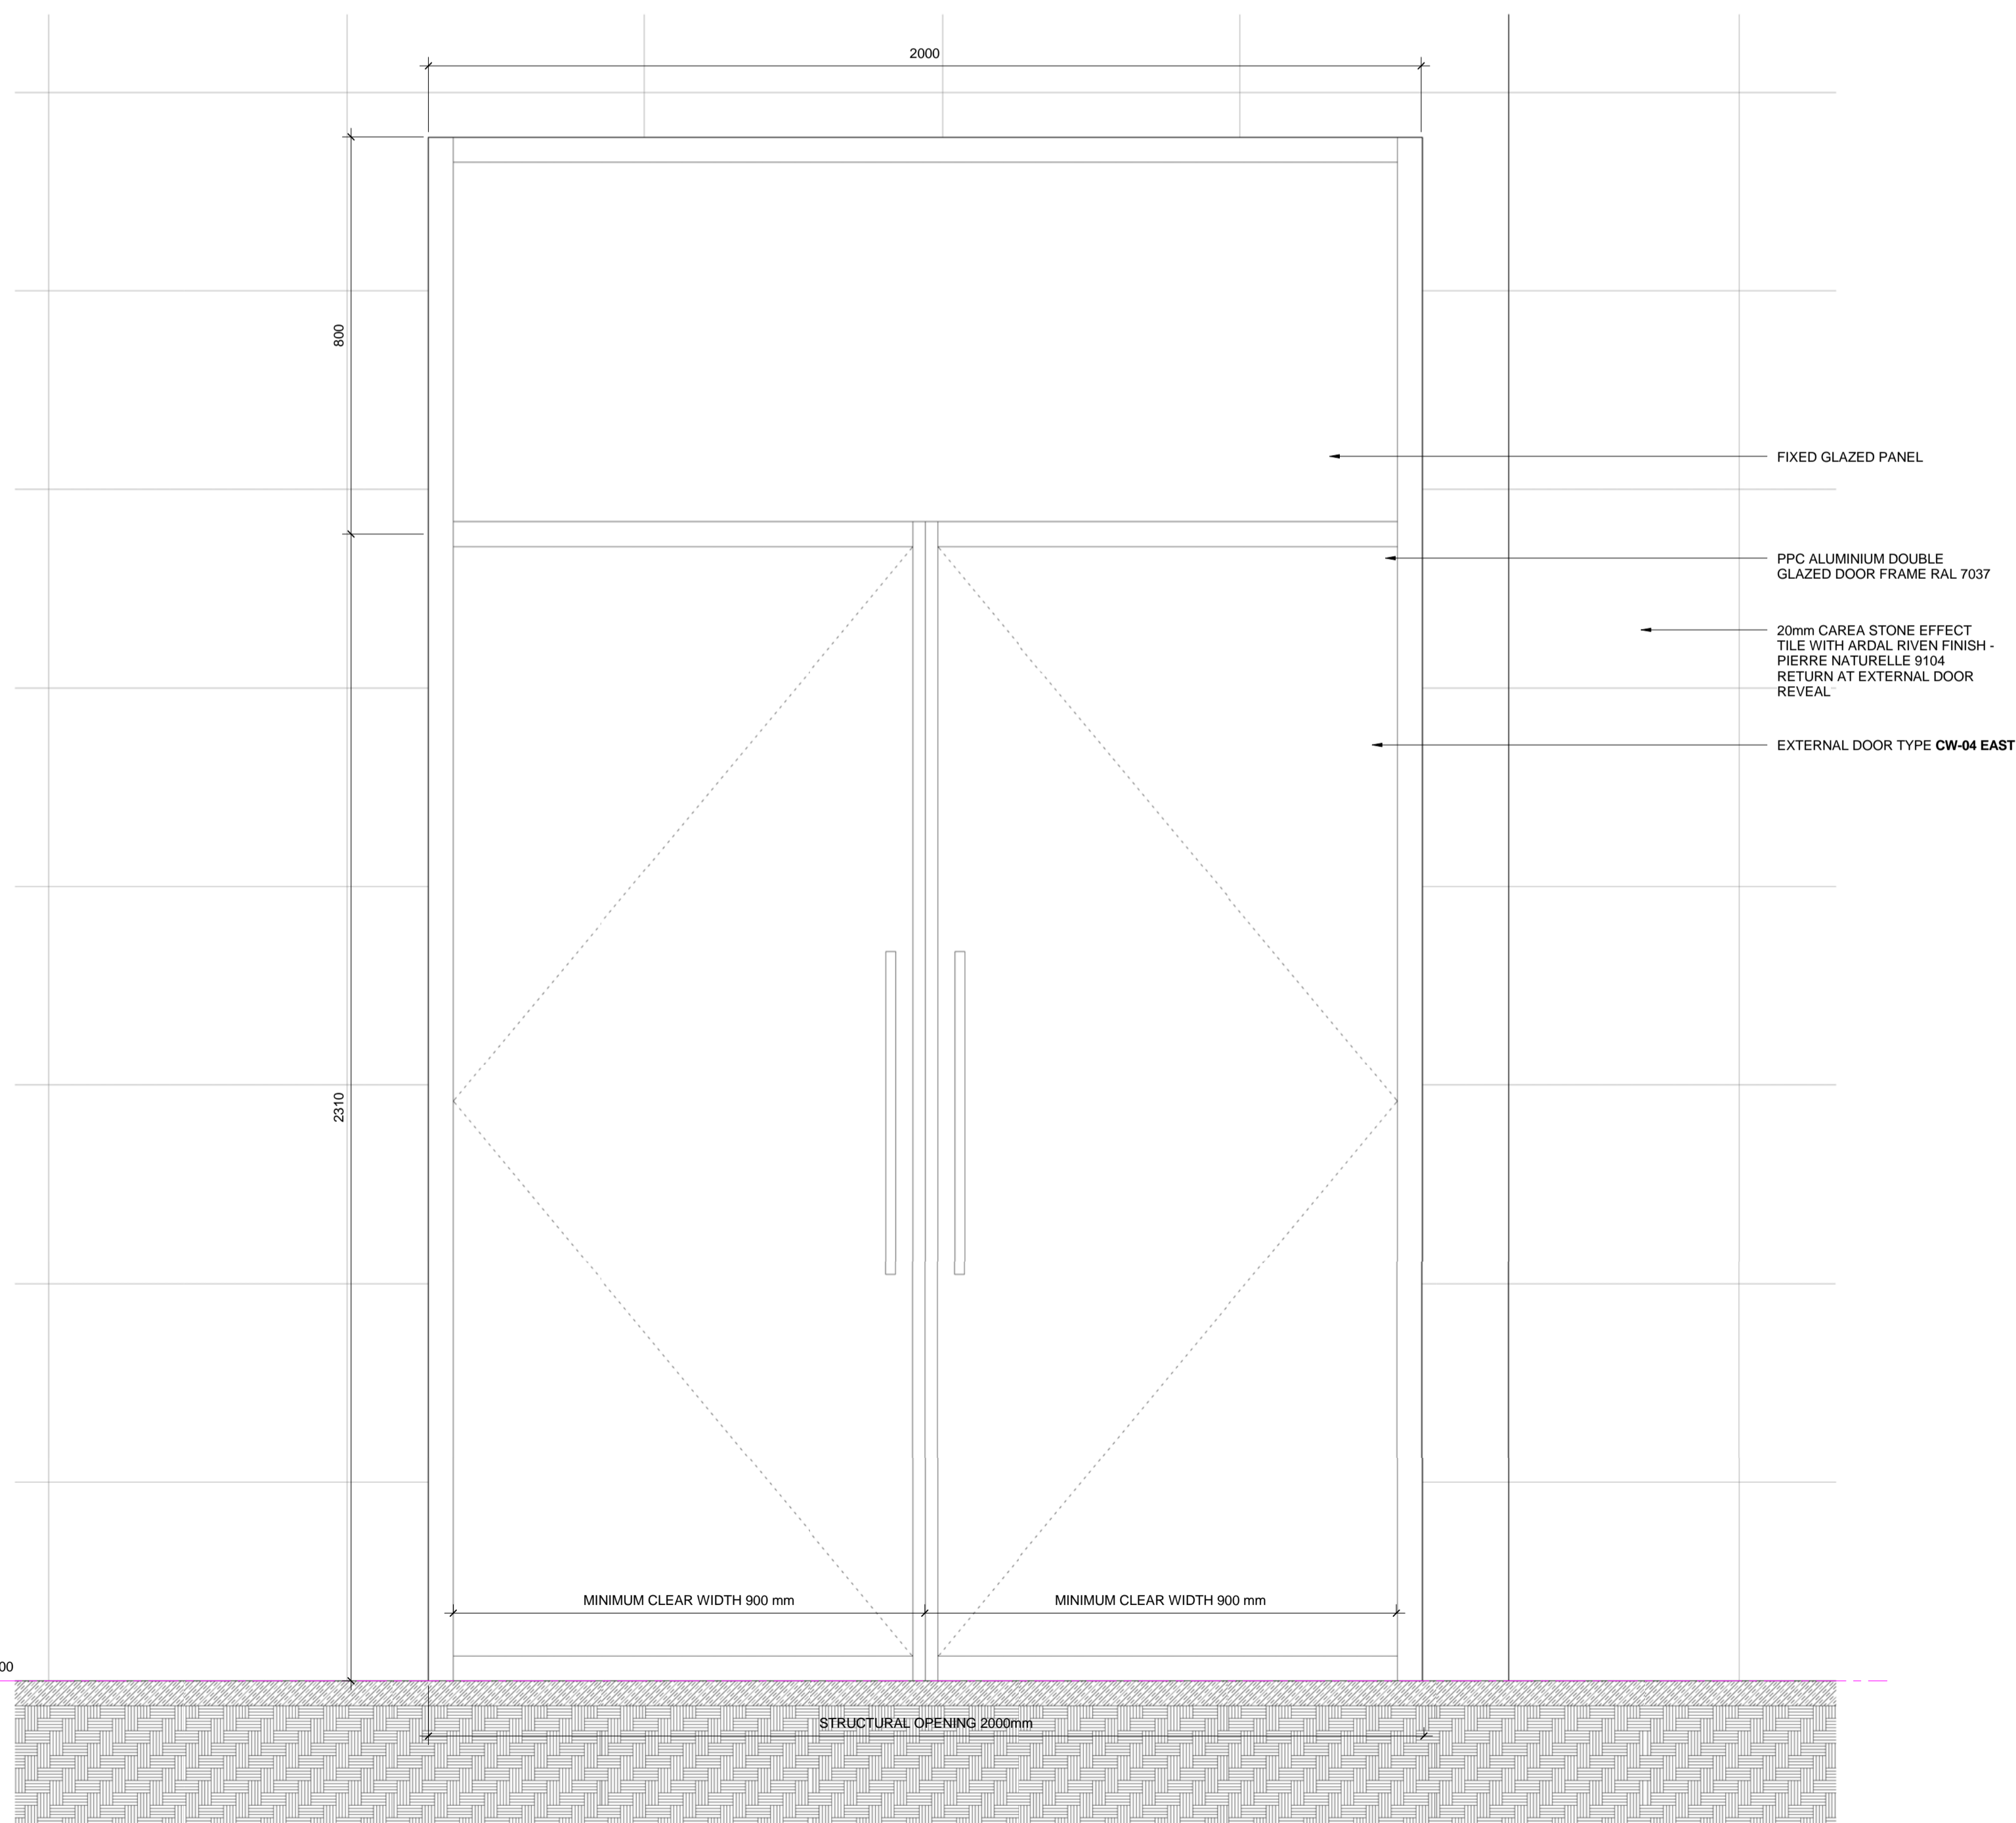 2000
800
FIXED GLAZED PANEL
PPC ALUMINIUM DOUBLE
GLAZED DOOR FRAME RAL 7037
20mm CAREA STONE EFFECT
TILE WITH ARDAL RIVEN FINISH -
PIERRE NATURELLE 9104
RETURN AT EXTERNAL DOOR
REVEAL
EXTERNAL DOOR TYPE CW-04 EAST
2310
MINIMUM CLEAR WIDTH 900 mm
MINIMUM CLEAR WIDTH 900 mm
STRUCTURAL OPENING 2000mm